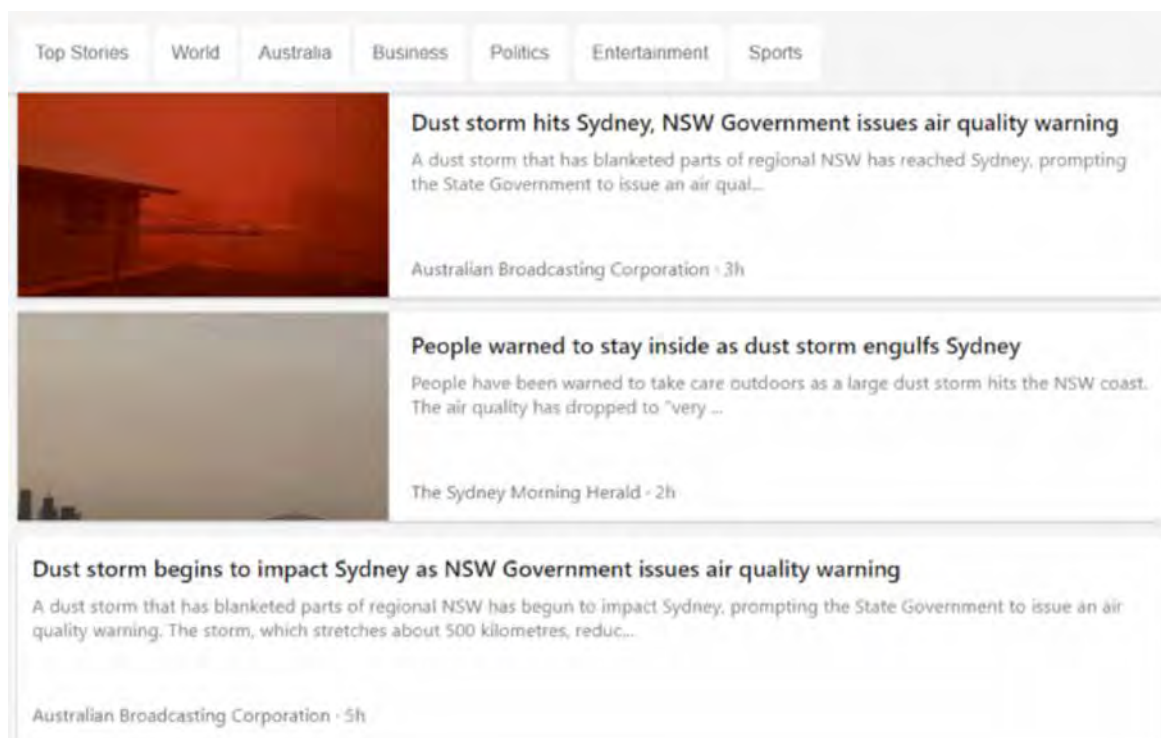 Top Stories World Australia Business Politics Entertainment Sports
Dust storm hits Sydney, NSW Government issues air quality warning
A dust storm that has blanketed parts of regional NSW has reached Sydney, prompting
the State Government to issue an air qual...
Australian Broadcasting Corporation · 3h
People warned to stay inside as dust storm engulfs Sydney
People have been warned to take care outdoors as a large dust storm hits the NSW coast.
The air quality has dropped to "very ...
The Sydney Morning Herald · 2h
Dust storm begins to impact Sydney as NSW Government issues air quality warning
A dust storm that has blanketed parts of regional NSW has begun to impact Sydney, prompting the State Government to issue an air
quality warning. The storm, which stretches about 500 kilometres, reduc...
Australian Broadcasting Corporation · 5h